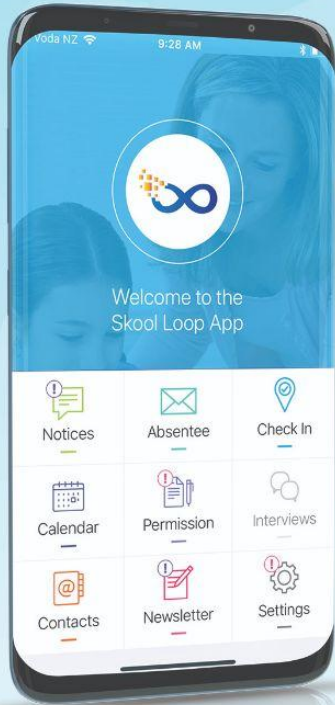 Voda NZ
9:28 AM
Welcome to the
Skool Loop App
Notices
Absentee
Check In
Calendar
Permission
Interviews
Contacts
Newsletter
Settings